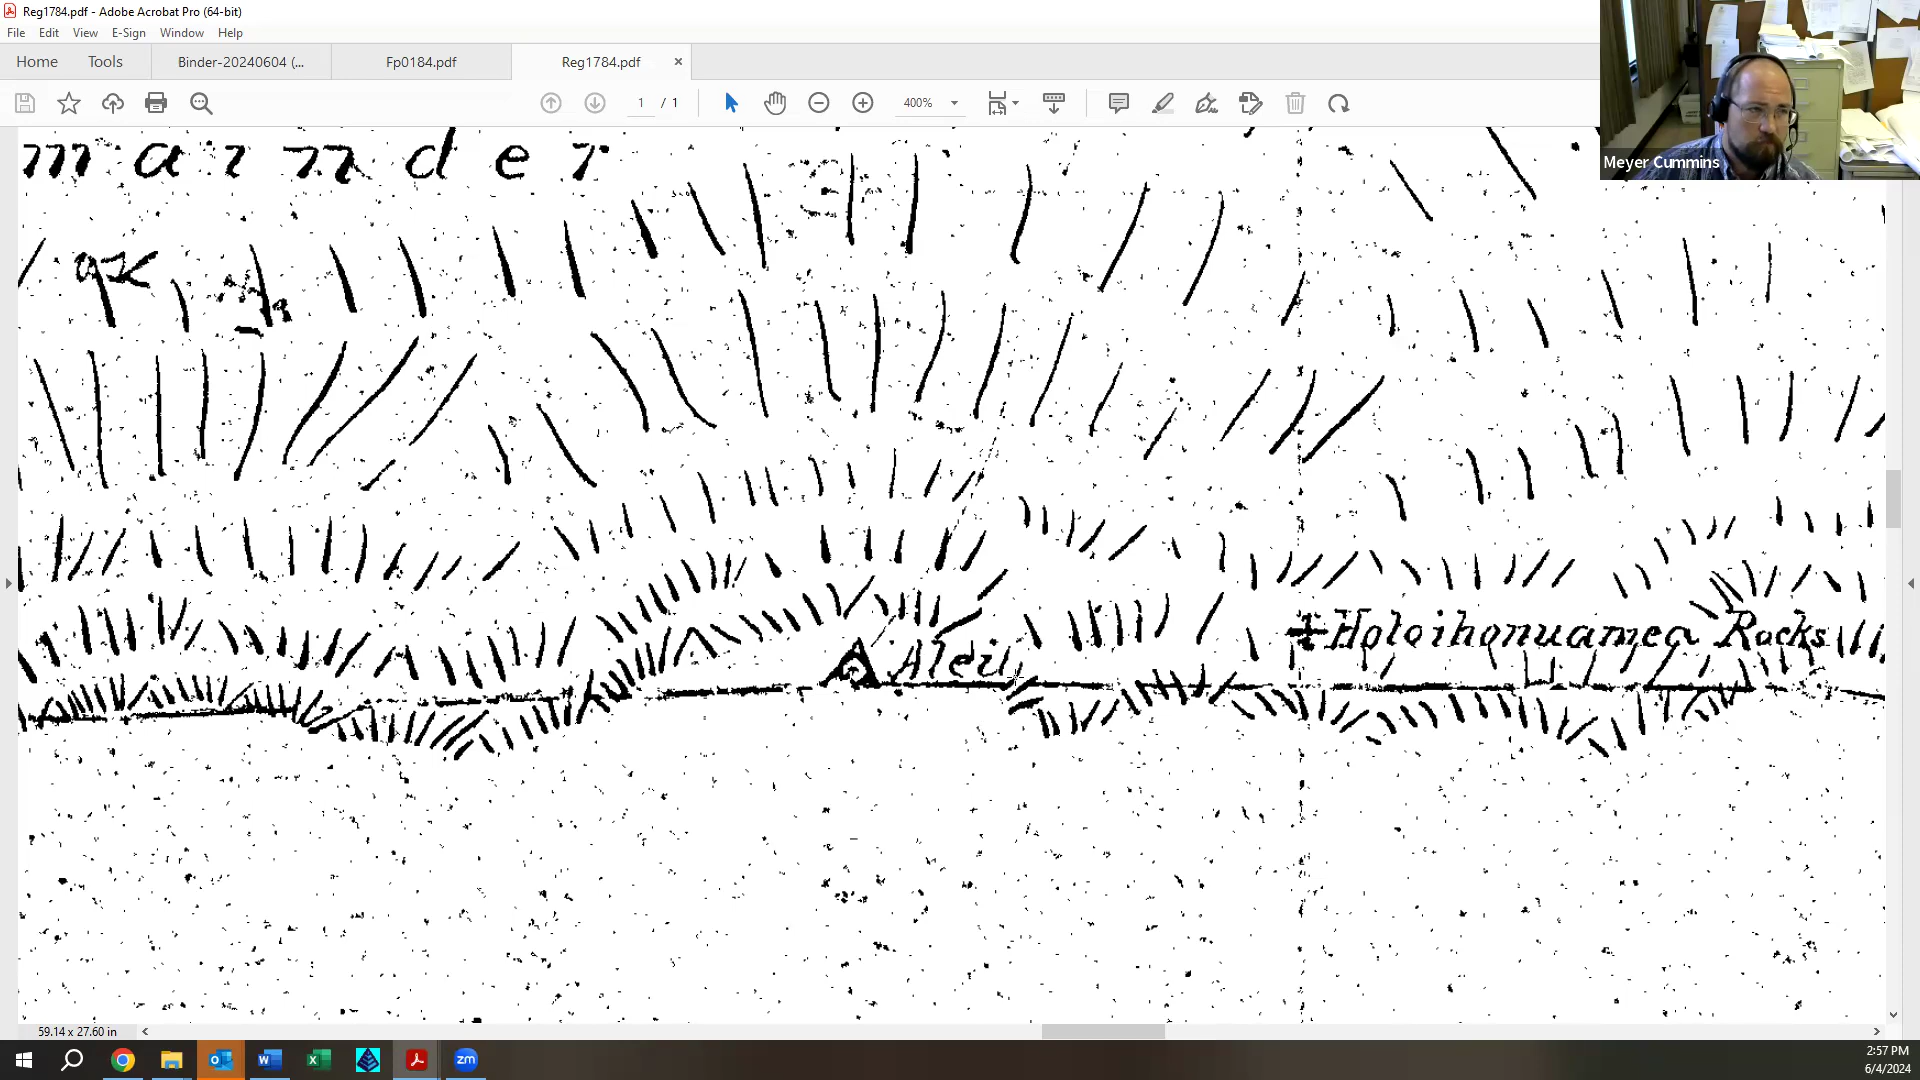 Reg1784.pdf - Adobe Acrobat Pro (64-bit)
File Edit View E-Sign Window Help
Home Tools Binder-20240604 (... Fp0184.pdf Reg1784.pdf
1 / 1 400%
Meyer Cummins
mainder
Holoihonuamea Rocks
59.14 x 27.60 in
zm
2:57 PM
6/4/2024